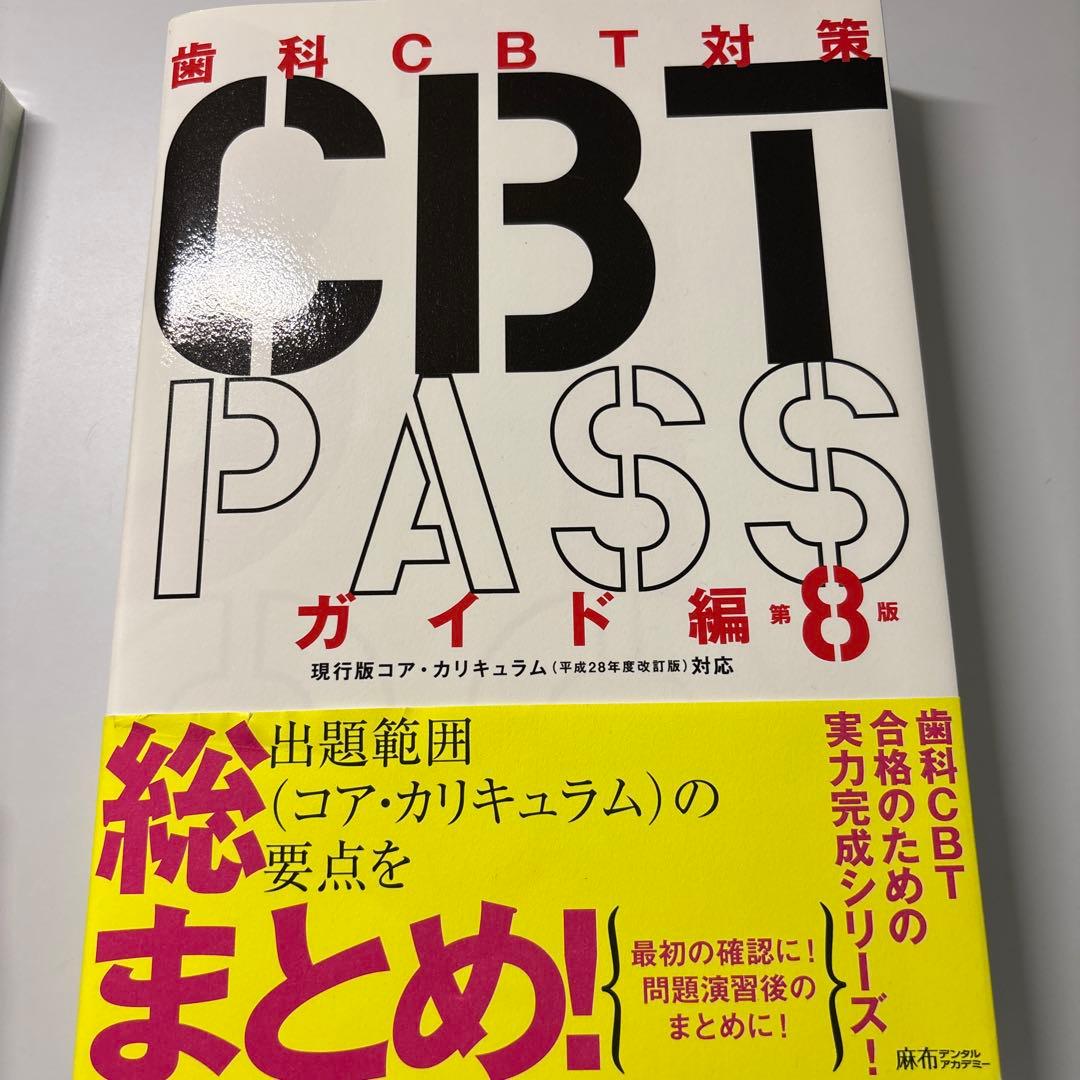 歯科CBT対策
CBT
PASS
ガイド編 第8版
現行版コア・カリキュラム（平成28年度改訂版）対応
出題範囲
（コア・カリキュラム）の
要点を
総まとめ！
最初の確認に！
問題演習後の
まとめに！
歯科CBT
合格のための
実力完成シリーズ！
麻布デンタルアカデミー